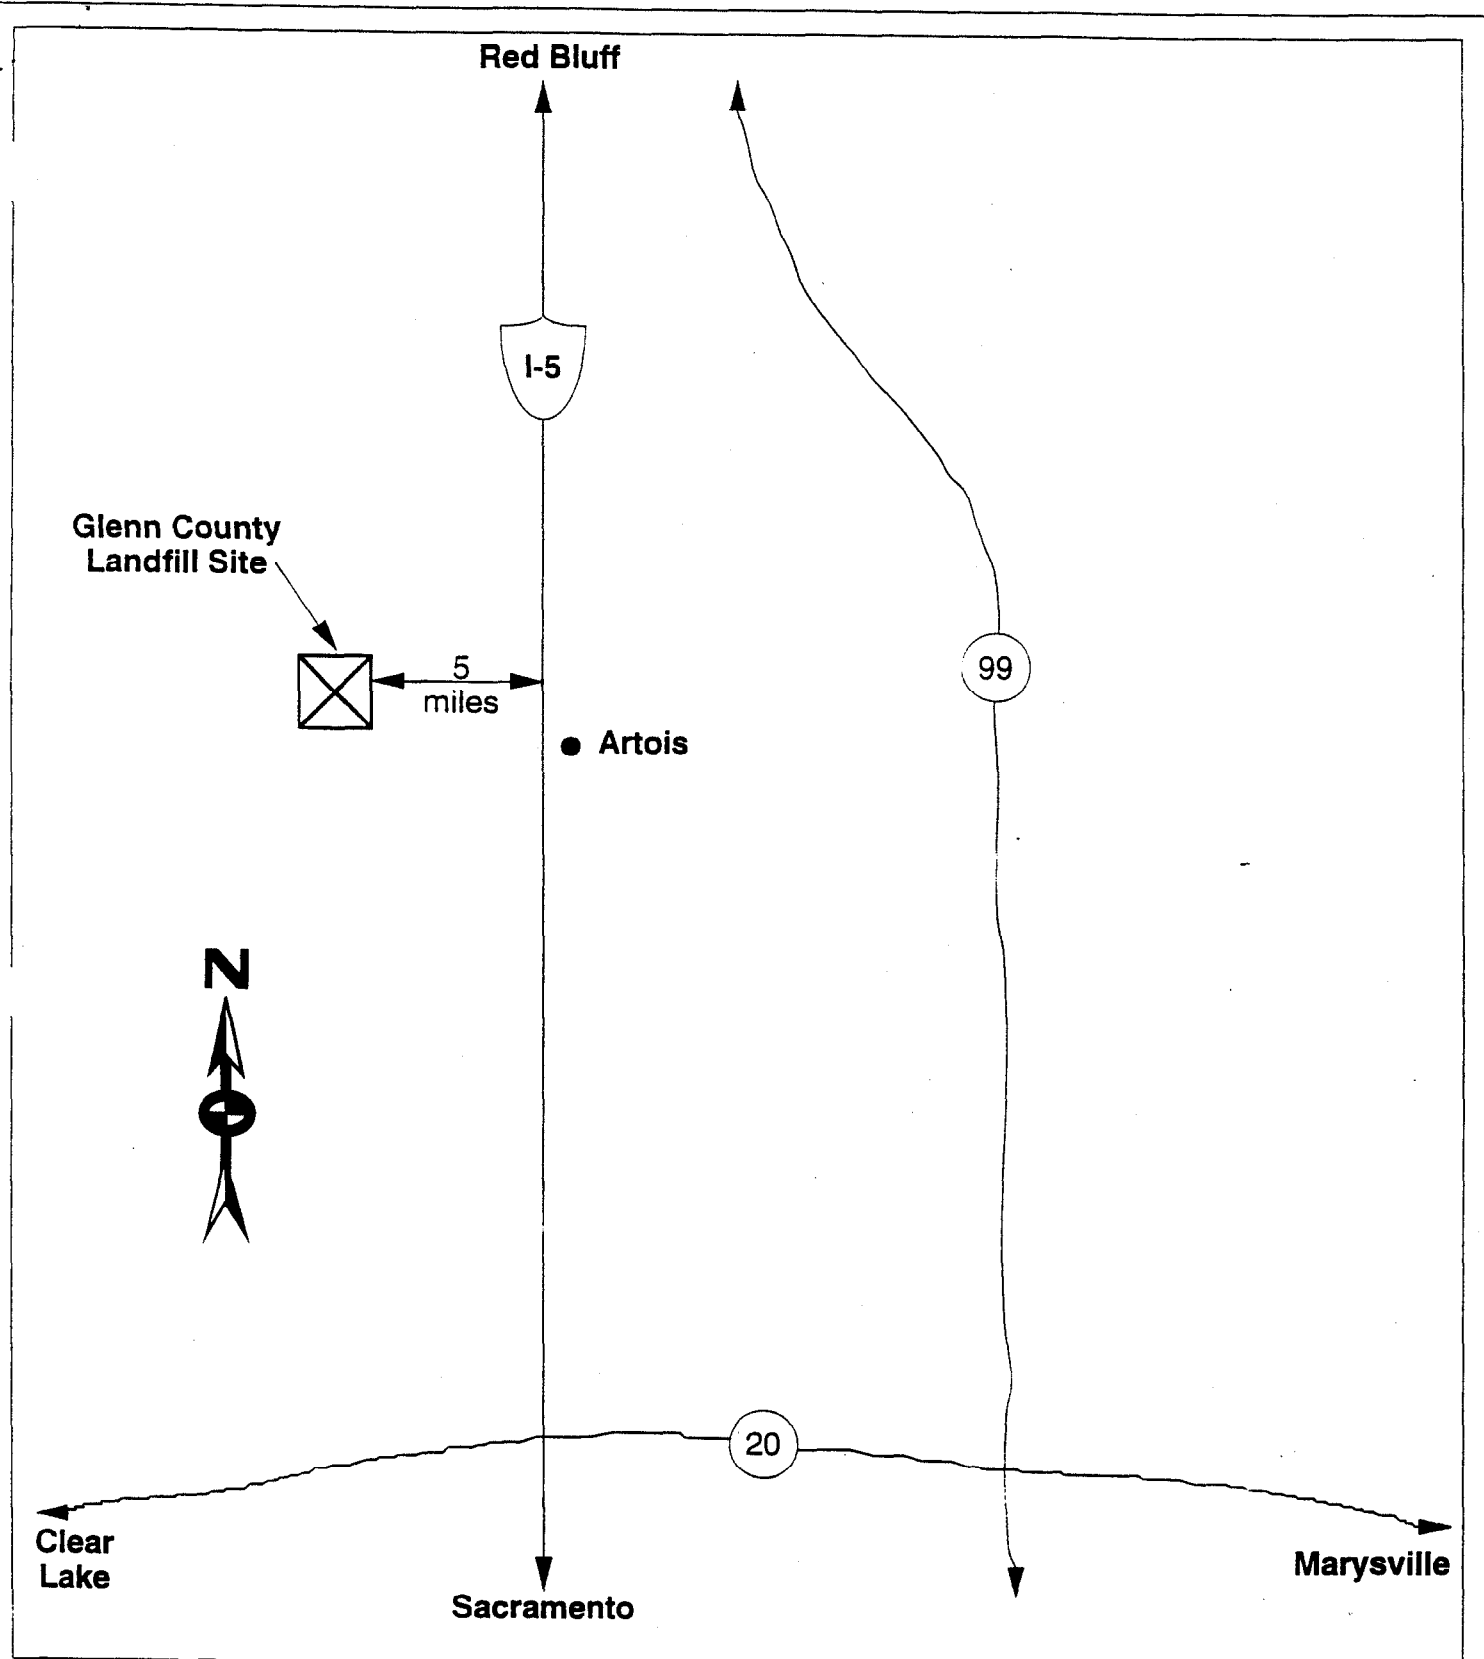 Red Bluff
I-5
Glenn County
Landfill Site
5
miles
99
Artois
N
20
Clear
Lake
Marysville
Sacramento